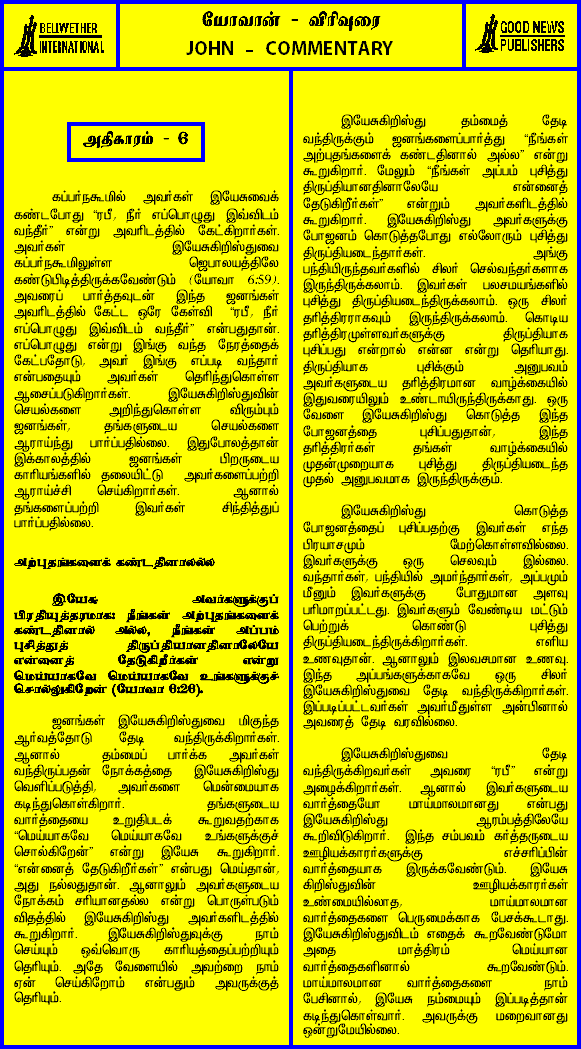 BELWETHER
INTERNATIONAL
யோவான் - விரிவுரை
JOHN - COMMENTARY
GOOD NEWS
PUBLISHERS
அதிகாரம் - 6
கப்பர்நகூமில் அவர்கள் இயேசுவைக்
கண்டபோது “ரபீ, நீர் எப்பொழுது இவ்விடம்
வந்தீர்” என்று அவரிடத்தில் கேட்கிறார்கள்.
அவர்கள் இயேசுகிறிஸ்துவை
கப்பர்நகூமிலுள்ள ஜெபாலயத்திலே
கண்டுபிடித்திருக்கவேண்டும் (யோவா 6:59).
அவரைப் பார்த்தவுடன் இந்த ஜனங்கள்
அவரிடத்தில் கேட்ட ஒரே கேள்வி “ரபீ, நீர்
எப்பொழுது இவ்விடம் வந்தீர்” என்பதுதான்.
எப்பொழுது என்று இங்கு வந்த நேரத்தைக்
கேட்பதோடு, அவர் இங்கு எப்படி வந்தார்
என்பதையும் அவர்கள் தெரிந்துகொள்ள
ஆசைப்படுகிறார்கள். இயேசுகிறிஸ்துவின்
செயல்களை அறிந்துகொள்ள விரும்பும்
ஜனங்கள், தங்களுடைய செயல்களை
ஆராய்ந்து பார்ப்பதில்லை. இதுபோலத்தான்
இக்காலத்தில் ஜனங்கள் பிறருடைய
காரியங்களில் தலையிட்டு அவர்களைப்பற்றி
ஆராய்ச்சி செய்கிறார்கள். ஆனால்
தங்களைப்பற்றி இவர்கள் சிந்தித்துப்
பார்ப்பதில்லை.
அற்புதங்களைக் கண்டதினாலல்ல
இயேசு அவர்களுக்குப்
பிரதியுத்தரமாக: நீங்கள் அற்புதங்களைக்
கண்டதினால் அல்ல, நீங்கள் அப்பம்
புசித்துத் திருப்தியானதினாலேயே
என்னைத் தேடுகிறீர்கள் என்று
மெய்யாகவே மெய்யாகவே உங்களுக்குச்
சொல்லுகிறேன் (யோவா 6:26).
ஜனங்கள் இயேசுகிறிஸ்துவை மிகுந்த
ஆர்வத்தோடு தேடி வந்திருக்கிறார்கள்.
ஆனால் தம்மைப் பார்க்க அவர்கள்
வந்திருப்பதன் நோக்கத்தை இயேசுகிறிஸ்து
வெளிப்படுத்தி, அவர்களை மென்மையாக
கடிந்துகொள்கிறார். தங்களுடைய
வார்த்தையை உறுதிபடக் கூறுவதற்காக
“மெய்யாகவே மெய்யாகவே உங்களுக்குச்
சொல்கிறேன்” என்று இயேசு கூறுகிறார்.
“என்னைத் தேடுகிறீர்கள்” என்பது மெய்தான்,
அது நல்லதுதான். ஆனாலும் அவர்களுடைய
நோக்கம் சரியானதல்ல என்று பொருள்படும்
விதத்தில் இயேசுகிறிஸ்து அவர்களிடத்தில்
கூறுகிறார். இயேசுகிறிஸ்துவுக்கு நாம்
செய்யும் ஒவ்வொரு காரியத்தைப்பற்றியும்
தெரியும். அதே வேளையில் அவற்றை நாம்
ஏன் செய்கிறோம் என்பதும் அவருக்குத்
தெரியும்.
இயேசுகிறிஸ்து தம்மைத் தேடி
வந்திருக்கும் ஜனங்களைப்பார்த்து “நீங்கள்
அற்புதங்களைக் கண்டதினால் அல்ல” என்று
கூறுகிறார். மேலும் “நீங்கள் அப்பம் புசித்து
திருப்தியானதினாலேயே என்னைத்
தேடுகிறீர்கள்” என்றும் அவர்களிடத்தில்
கூறுகிறார். இயேசுகிறிஸ்து அவர்களுக்கு
போஜனம் கொடுத்தபோது எல்லோரும் புசித்து
திருப்தியடைந்தார்கள். அங்கு
பந்தியிருந்தவர்களில் சிலர் செல்வந்தர்களாக
இருந்திருக்கலாம். இவர்கள் பலசமயங்களில்
புசித்து திருப்தியடைந்திருக்கலாம். ஒரு சிலர்
தரித்திரராகவும் இருந்திருக்கலாம். கொடிய
தரித்திரமுள்ளவர்களுக்கு திருப்தியாக
புசிப்பது என்றால் என்ன என்று தெரியாது.
திருப்தியாக புசிக்கும் அனுபவம்
அவர்களுடைய தரித்திரமான வாழ்க்கையில்
இதுவரையிலும் உண்டாயிருந்திருக்காது. ஒரு
வேளை இயேசுகிறிஸ்து கொடுத்த இந்த
போஜனத்தை புசிப்பதுதான், இந்த
தரித்திரர்கள் தங்கள் வாழ்க்கையில்
முதன்முறையாக புசித்து திருப்தியடைந்த
முதல் அனுபவமாக இருந்திருக்கும்.
இயேசுகிறிஸ்து கொடுத்த
போஜனத்தைப் புசிப்பதற்கு இவர்கள் எந்த
பிரயாசமும் மேற்கொள்ளவில்லை.
இவர்களுக்கு ஒரு செலவும் இல்லை.
வந்தார்கள், பந்தியில் அமர்ந்தார்கள், அப்பமும்
மீனும் இவர்களுக்கு போதுமான அளவு
பரிமாறப்பட்டது. இவர்களும் வேண்டிய மட்டும்
பெற்றுக் கொண்டு புசித்து
திருப்தியடைந்திருக்கிறார்கள். எளிய
உணவுதான். ஆனாலும் இலவசமான உணவு.
இந்த அப்பங்களுக்காகவே ஒரு சிலர்
இயேசுகிறிஸ்துவை தேடி வந்திருக்கிறார்கள்.
இப்படிப்பட்டவர்கள் அவர்மீதுள்ள அன்பினால்
அவரைத் தேடி வரவில்லை.
இயேசுகிறிஸ்துவை தேடி
வந்திருக்கிறவர்கள் அவரை “ரபீ” என்று
அழைக்கிறார்கள். ஆனால் இவர்களுடைய
வார்த்தையோ மாய்மாலமானது என்பது
இயேசுகிறிஸ்து ஆரம்பத்திலேயே
கூறிவிடுகிறார். இந்த சம்பவம் கர்த்தருடைய
ஊழியக்காரர்களுக்கு எச்சரிப்பின்
வார்த்தையாக இருக்கவேண்டும். இயேசு
கிறிஸ்துவின் ஊழியக்காரர்கள்
உண்மையில்லாத, மாய்மாலமான
வார்த்தைகளை பெருமைக்காக பேசக்கூடாது.
இயேசுகிறிஸ்துவிடம் எதைக் கூறவேண்டுமோ
அதை மாத்திரம் மெய்யான
வார்த்தைகளினால் கூறவேண்டும்.
மாய்மாலமான வார்த்தைகளை நாம்
பேசினால், இயேசு நம்மையும் இப்படித்தான்
கடிந்துகொள்வார். அவருக்கு மறைவானது
ஒன்றுமேயில்லை.